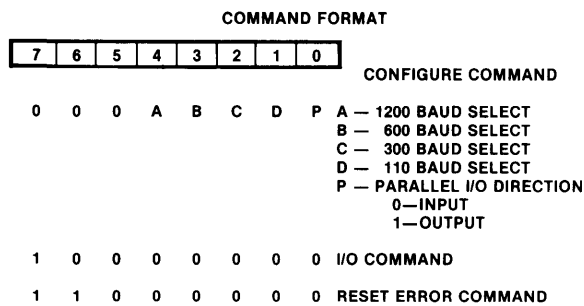 COMMAND FORMAT
7 6 5 4 3 2 1 0
CONFIGURE COMMAND
0 0 0 A B C D P A — 1200 BAUD SELECT
B — 600 BAUD SELECT
C — 300 BAUD SELECT
D — 110 BAUD SELECT
P — PARALLEL I/O DIRECTION
0—INPUT
1—OUTPUT
1 0 0 0 0 0 0 0 I/O COMMAND
1 1 0 0 0 0 0 0 RESET ERROR COMMAND